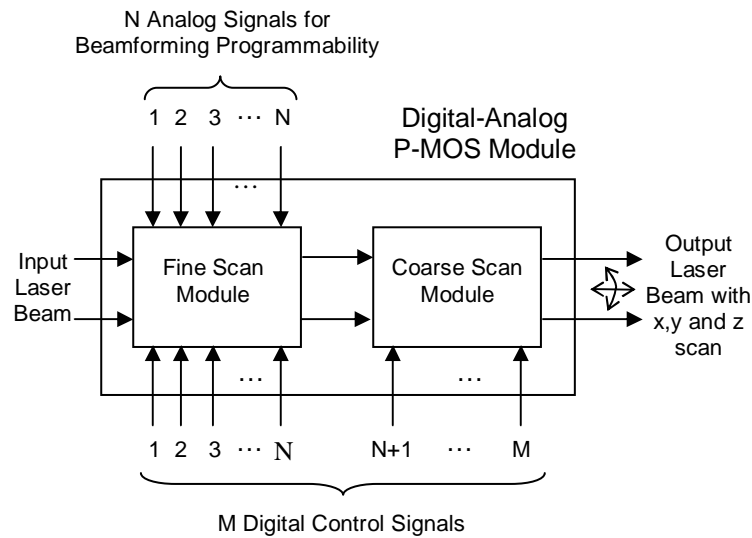 N Analog Signals for
Beamforming Programmability
1 2 3 ... N
Digital-Analog
P-MOS Module
...
Input
Laser
Beam
Fine Scan
Module
Coarse Scan
Module
Output
Laser
Beam with
x,y and z
scan
... ...
1 2 3 ... N N+1 ... M
M Digital Control Signals